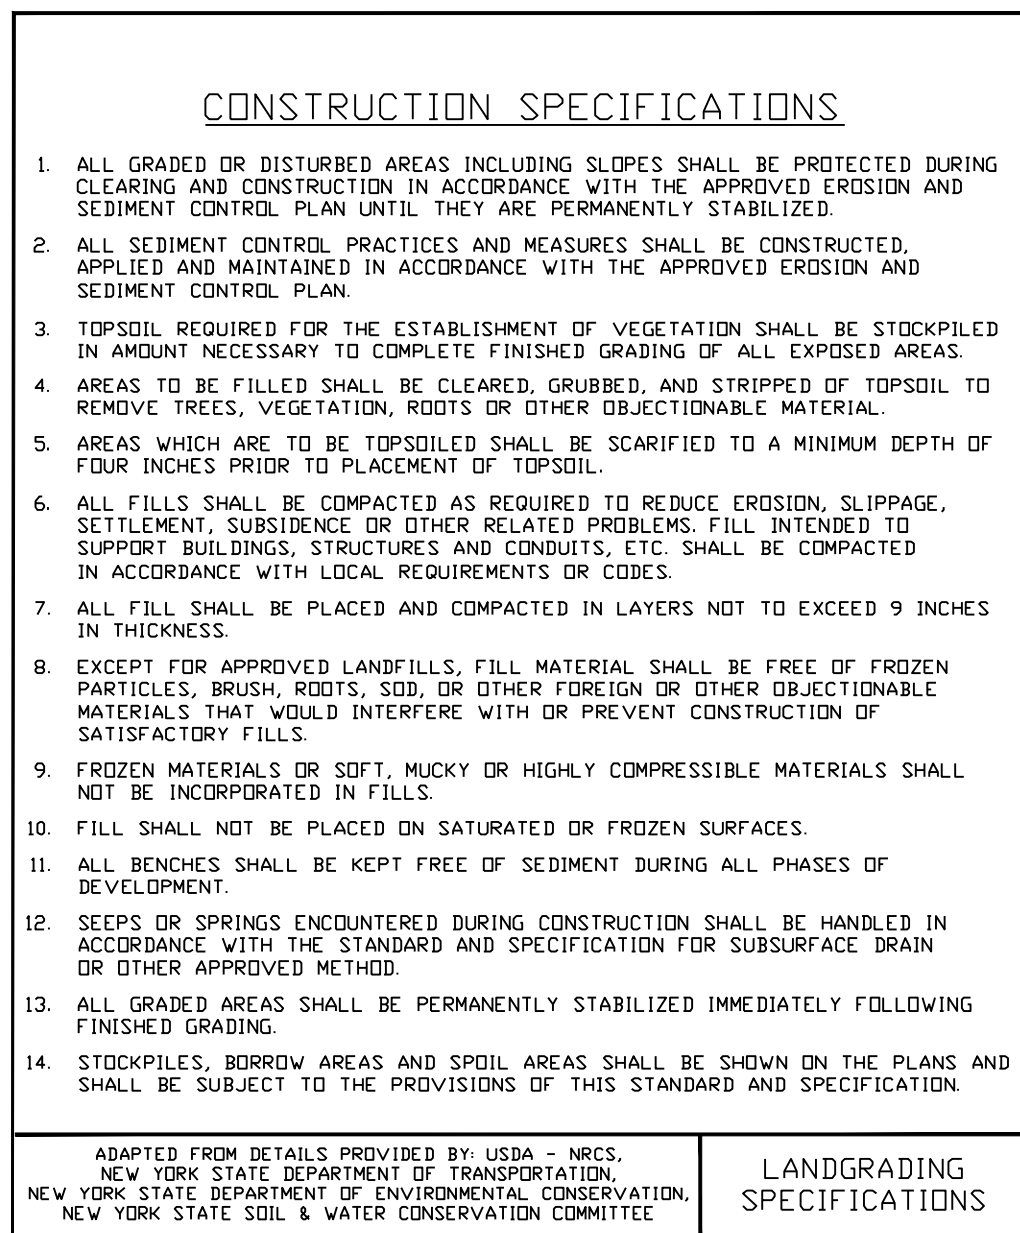 CONSTRUCTION SPECIFICATIONS
1. ALL GRADED OR DISTURBED AREAS INCLUDING SLOPES SHALL BE PROTECTED DURING
CLEARING AND CONSTRUCTION IN ACCORDANCE WITH THE APPROVED EROSION AND
SEDIMENT CONTROL PLAN UNTIL THEY ARE PERMANENTLY STABILIZED.
2. ALL SEDIMENT CONTROL PRACTICES AND MEASURES SHALL BE CONSTRUCTED,
APPLIED AND MAINTAINED IN ACCORDANCE WITH THE APPROVED EROSION AND
SEDIMENT CONTROL PLAN.
3. TOPSOIL REQUIRED FOR THE ESTABLISHMENT OF VEGETATION SHALL BE STOCKPILED
IN AMOUNT NECESSARY TO COMPLETE FINISHED GRADING OF ALL EXPOSED AREAS.
4. AREAS TO BE FILLED SHALL BE CLEARED, GRUBBED, AND STRIPPED OF TOPSOIL TO
REMOVE TREES, VEGETATION, ROOTS OR OTHER OBJECTIONABLE MATERIAL.
5. AREAS WHICH ARE TO BE TOPSOILED SHALL BE SCARIFIED TO A MINIMUM DEPTH OF
FOUR INCHES PRIOR TO PLACEMENT OF TOPSOIL.
6. ALL FILLS SHALL BE COMPACTED AS REQUIRED TO REDUCE EROSION, SLIPPAGE,
SETTLEMENT, SUBSIDENCE OR OTHER RELATED PROBLEMS. FILL INTENDED TO
SUPPORT BUILDINGS, STRUCTURES AND CONDUITS, ETC. SHALL BE COMPACTED
IN ACCORDANCE WITH LOCAL REQUIREMENTS OR CODES.
7. ALL FILL SHALL BE PLACED AND COMPACTED IN LAYERS NOT TO EXCEED 9 INCHES
IN THICKNESS.
8. EXCEPT FOR APPROVED LANDFILLS, FILL MATERIAL SHALL BE FREE OF FROZEN
PARTICLES, BRUSH, ROOTS, SOD, OR OTHER FOREIGN OR OTHER OBJECTIONABLE
MATERIALS THAT WOULD INTERFERE WITH OR PREVENT CONSTRUCTION OF
SATISFACTORY FILLS.
9. FROZEN MATERIALS OR SOFT, MUCKY OR HIGHLY COMPRESSIBLE MATERIALS SHALL
NOT BE INCORPORATED IN FILLS.
10. FILL SHALL NOT BE PLACED ON SATURATED OR FROZEN SURFACES.
11. ALL BENCHES SHALL BE KEPT FREE OF SEDIMENT DURING ALL PHASES OF
DEVELOPMENT.
12. SEEPS OR SPRINGS ENCOUNTERED DURING CONSTRUCTION SHALL BE HANDLED IN
ACCORDANCE WITH THE STANDARD AND SPECIFICATION FOR SUBSURFACE DRAIN
OR OTHER APPROVED METHOD.
13. ALL GRADED AREAS SHALL BE PERMANENTLY STABILIZED IMMEDIATELY FOLLOWING
FINISHED GRADING.
14. STOCKPILES, BORROW AREAS AND SPOIL AREAS SHALL BE SHOWN ON THE PLANS AND
SHALL BE SUBJECT TO THE PROVISIONS OF THIS STANDARD AND SPECIFICATION.
ADAPTED FROM DETAILS PROVIDED BY: USDA - NRCS,
NEW YORK STATE DEPARTMENT OF TRANSPORTATION,
NEW YORK STATE DEPARTMENT OF ENVIRONMENTAL CONSERVATION,
NEW YORK STATE SOIL & WATER CONSERVATION COMMITTEE
LANDGRADING
SPECIFICATIONS